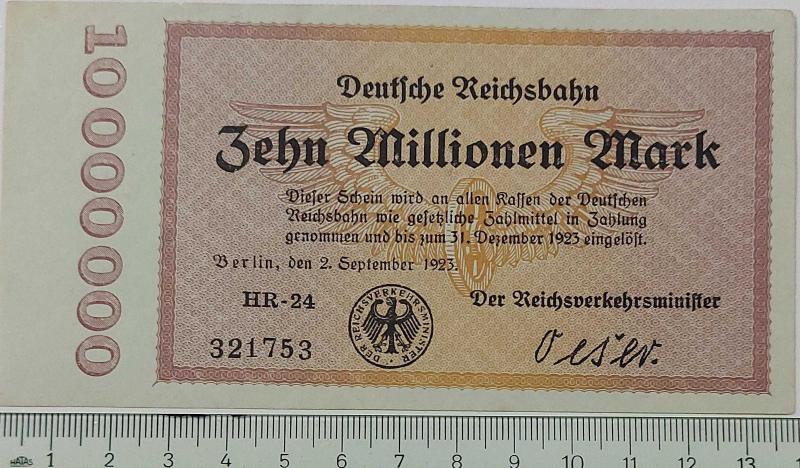 10000000
Deutſche Reichsbahn
Zehn Millionen Mark
Dieſer Schein wird an allen Kaſſen der Deutſchen
Reichsbahn wie geſetzliche Zahlmittel in Zahlung
genommen und bis zum 31. Dezember 1923 eingelöſt.
Berlin, den 2. September 1923.
HR-24
321753
DER REICHSVERKEHRSMINISTER
Der Reichsverkehrsminiſter
Oeser.
HATAS 1 2 3 4 5 6 7 8 9 10 11 12 13